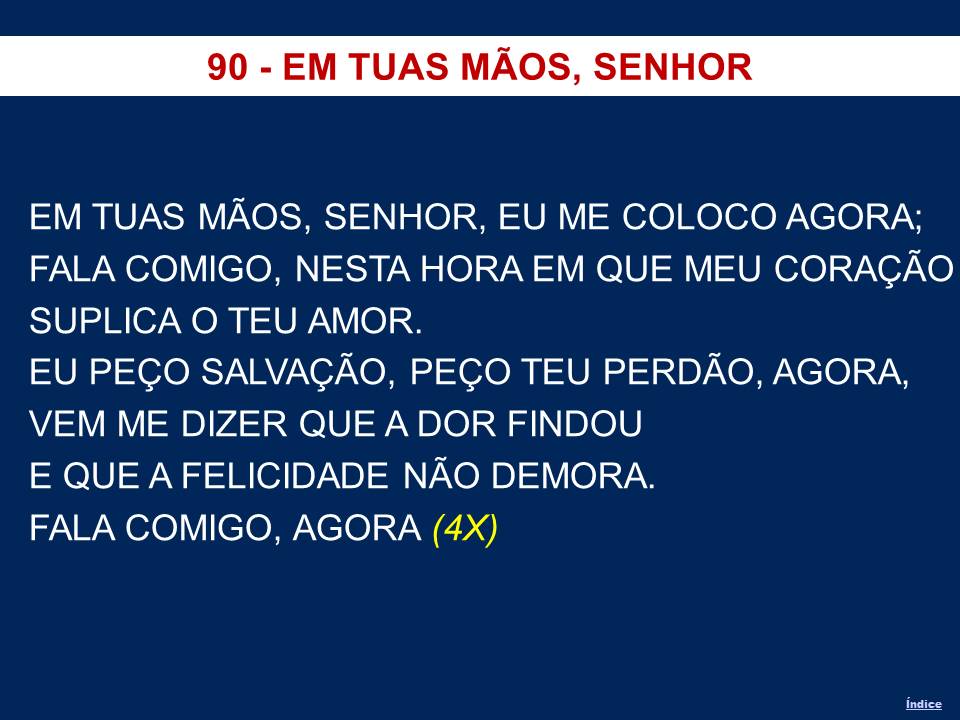 90 - EM TUAS MÃOS, SENHOR
EM TUAS MÃOS, SENHOR, EU ME COLOCO AGORA;
FALA COMIGO, NESTA HORA EM QUE MEU CORAÇÃO
SUPLICA O TEU AMOR.
EU PEÇO SALVAÇÃO, PEÇO TEU PERDÃO, AGORA,
VEM ME DIZER QUE A DOR FINDOU
E QUE A FELICIDADE NÃO DEMORA.
FALA COMIGO, AGORA (4X)
Índice